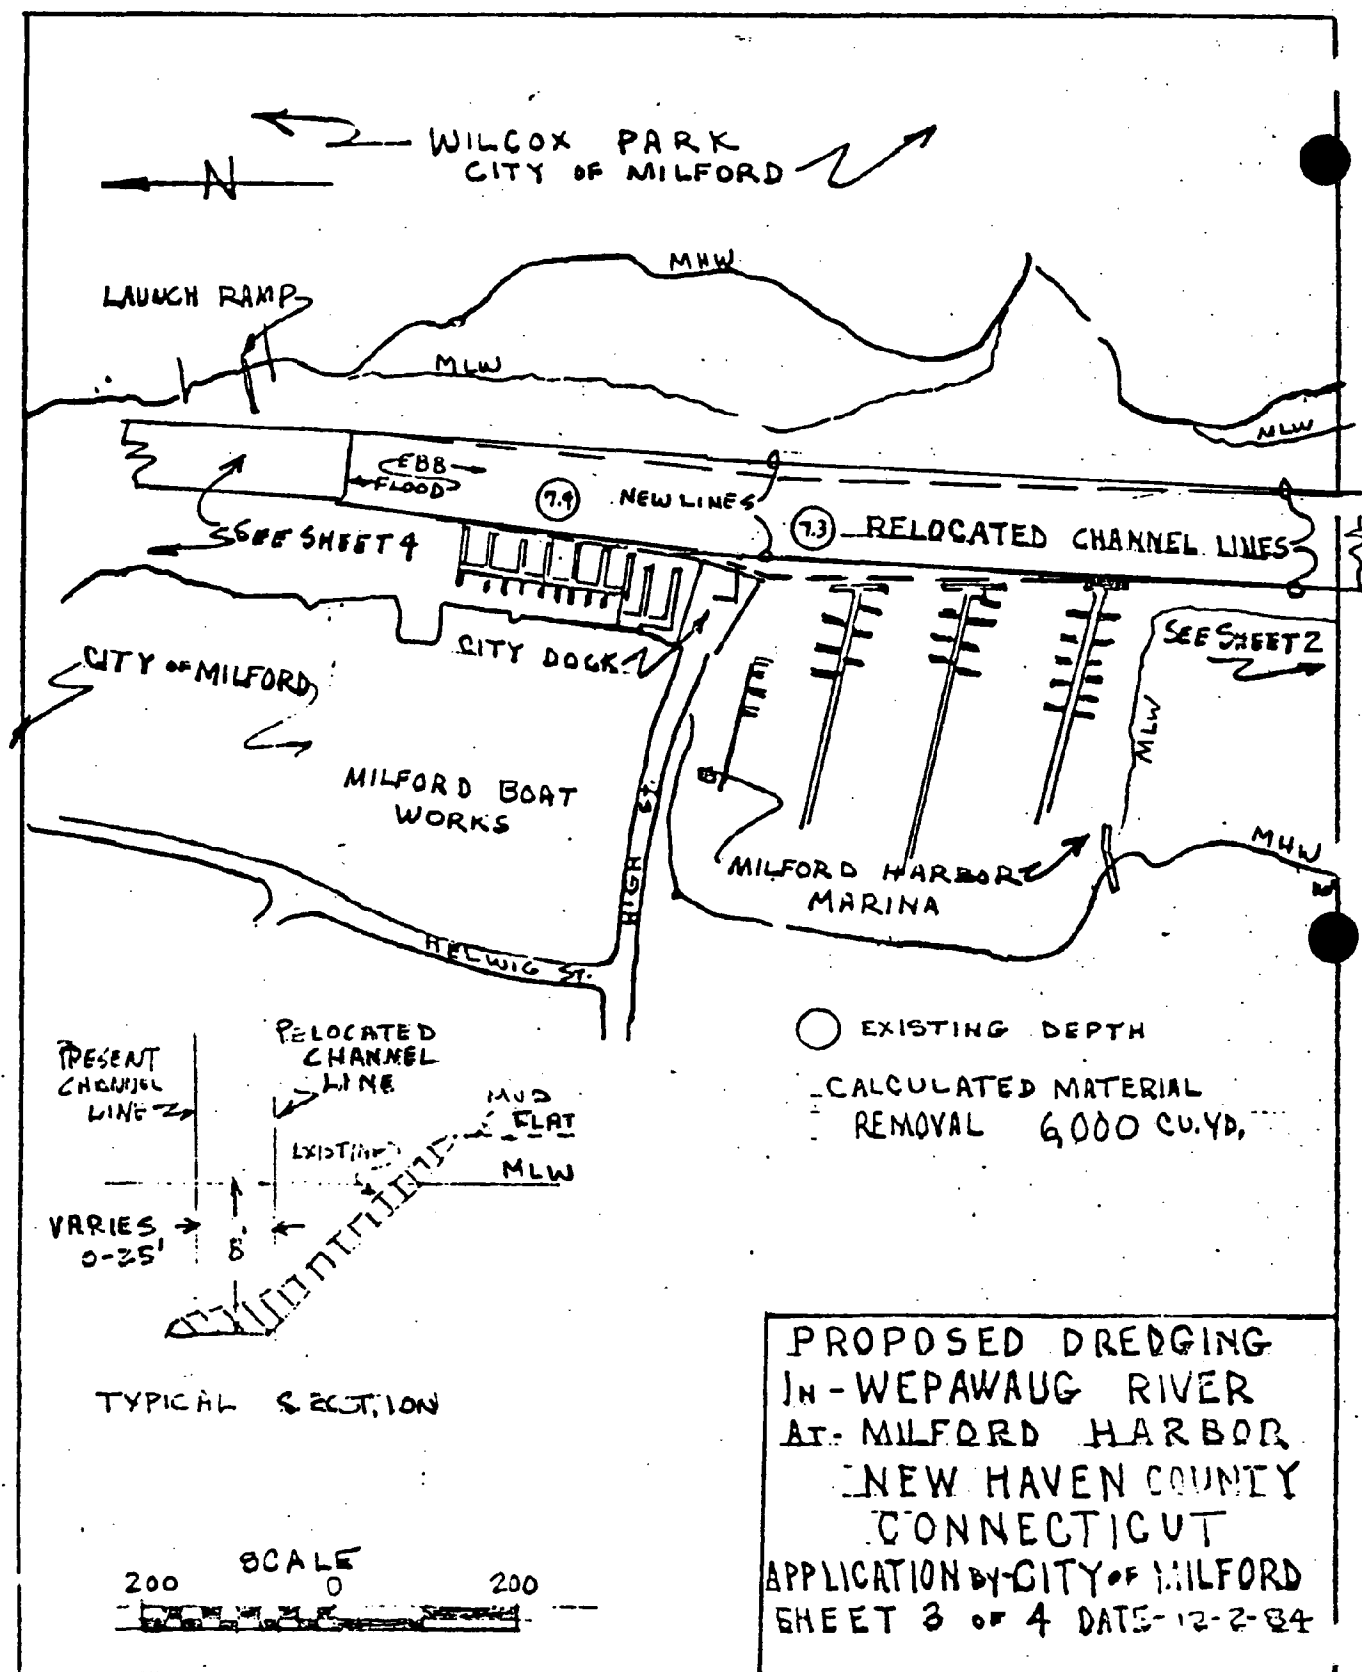 WILCOX PARK
CITY OF MILFORD
N
MHW
LAUNCH RAMP
MLW
MLW
EBB
FLOOD
7.9
NEW LINES
7.3
RELOCATED CHANNEL LINES
SEE SHEET 4
CITY DOCK
SEE SHEET 2
CITY OF MILFORD
MLW
MILFORD BOAT
WORKS
HIGH ST.
MILFORD HARBOR
MARINA
MHW
HELWIG ST.
EXISTING DEPTH
CALCULATED MATERIAL
REMOVAL 6,000 CU.YD.
PRESENT
CHANNEL
LINE
RELOCATED
CHANNEL
LINE
MUD
FLAT
EXISTING
MLW
VARIES
0-25'
8'
TYPICAL SECTION
SCALE
200 0 200
PROPOSED DREDGING
IN-WEPAWAUG RIVER
AT-MILFORD HARBOR
NEW HAVEN COUNTY
CONNECTICUT
APPLICATION BY-CITY OF MILFORD
SHEET 3 OF 4 DATE-12-2-84